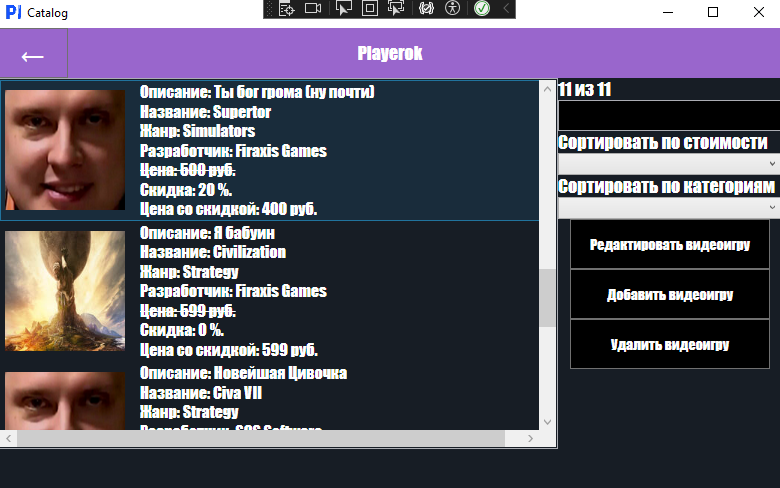 Catalog
←
Playerok
Описание: Ты бог грома (ну почти)
Название: Supertor
Жанр: Simulators
Разработчик: Firaxis Games
Цена: 500 руб.
Скидка: 20 %.
Цена со скидкой: 400 руб.
Описание: Я бабуин
Название: Civilization
Жанр: Strategy
Разработчик: Firaxis Games
Цена: 599 руб.
Скидка: 0 %.
Цена со скидкой: 599 руб.
Описание: Новейшая Цивочка
Название: Civa VII
Жанр: Strategy
Разработчик: SOS Software
11 из 11
Сортировать по стоимости
Сортировать по категориям
Редактировать видеоигру
Добавить видеоигру
Удалить видеоигру